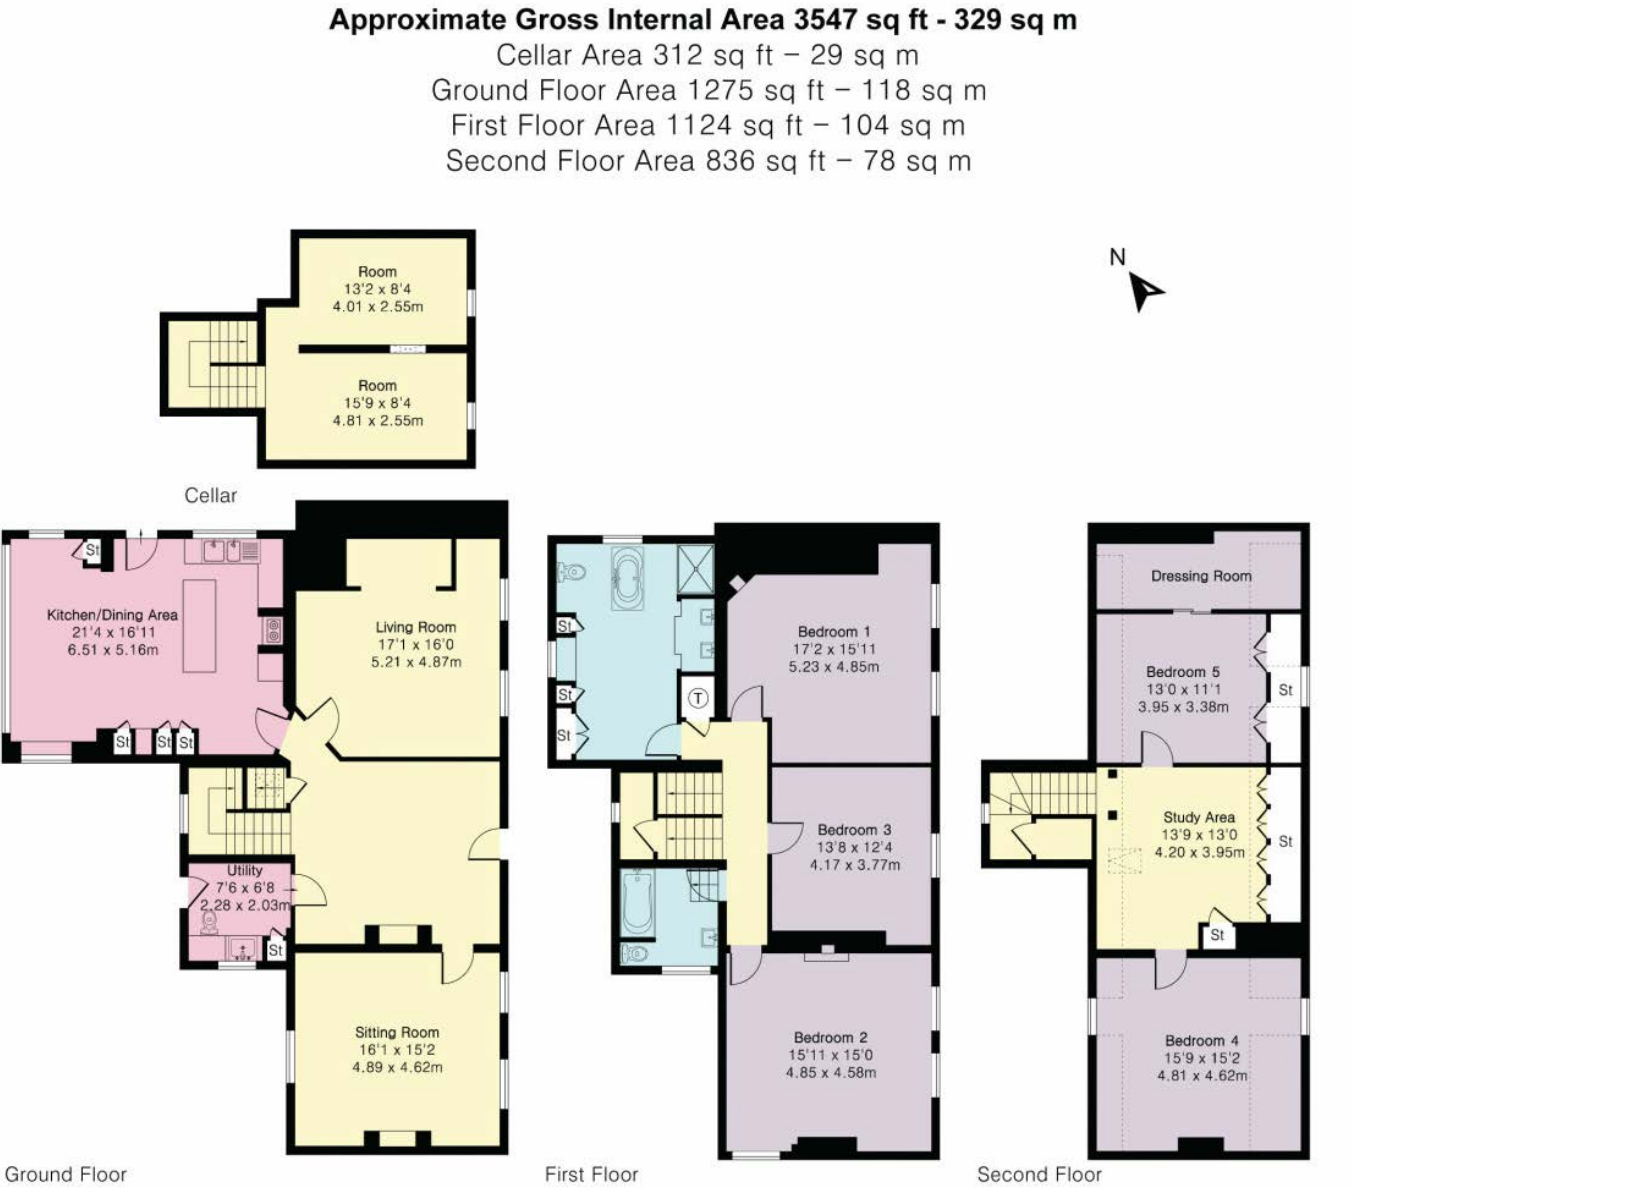 Approximate Gross Internal Area 3547 sq ft - 329 sq m
Cellar Area 312 sq ft – 29 sq m
Ground Floor Area 1275 sq ft – 118 sq m
First Floor Area 1124 sq ft – 104 sq m
Second Floor Area 836 sq ft – 78 sq m
N
Room
13'2 x 8'4
4.01 x 2.55m
Room
15'9 x 8'4
4.81 x 2.55m
Cellar
St
Kitchen/Dining Area
21'4 x 16'11
6.51 x 5.16m
St
St
St
Living Room
17'1 x 16'0
5.21 x 4.87m
Utility
7'6 x 6'8
2.28 x 2.03m
St
Sitting Room
16'1 x 15'2
4.89 x 4.62m
Ground Floor
St
St
St
T
Bedroom 1
17'2 x 15'11
5.23 x 4.85m
Bedroom 3
13'8 x 12'4
4.17 x 3.77m
Bedroom 2
15'11 x 15'0
4.85 x 4.58m
First Floor
Dressing Room
Bedroom 5
13'0 x 11'1
3.95 x 3.38m
St
Study Area
13'9 x 13'0
4.20 x 3.95m
St
St
Bedroom 4
15'9 x 15'2
4.81 x 4.62m
Second Floor